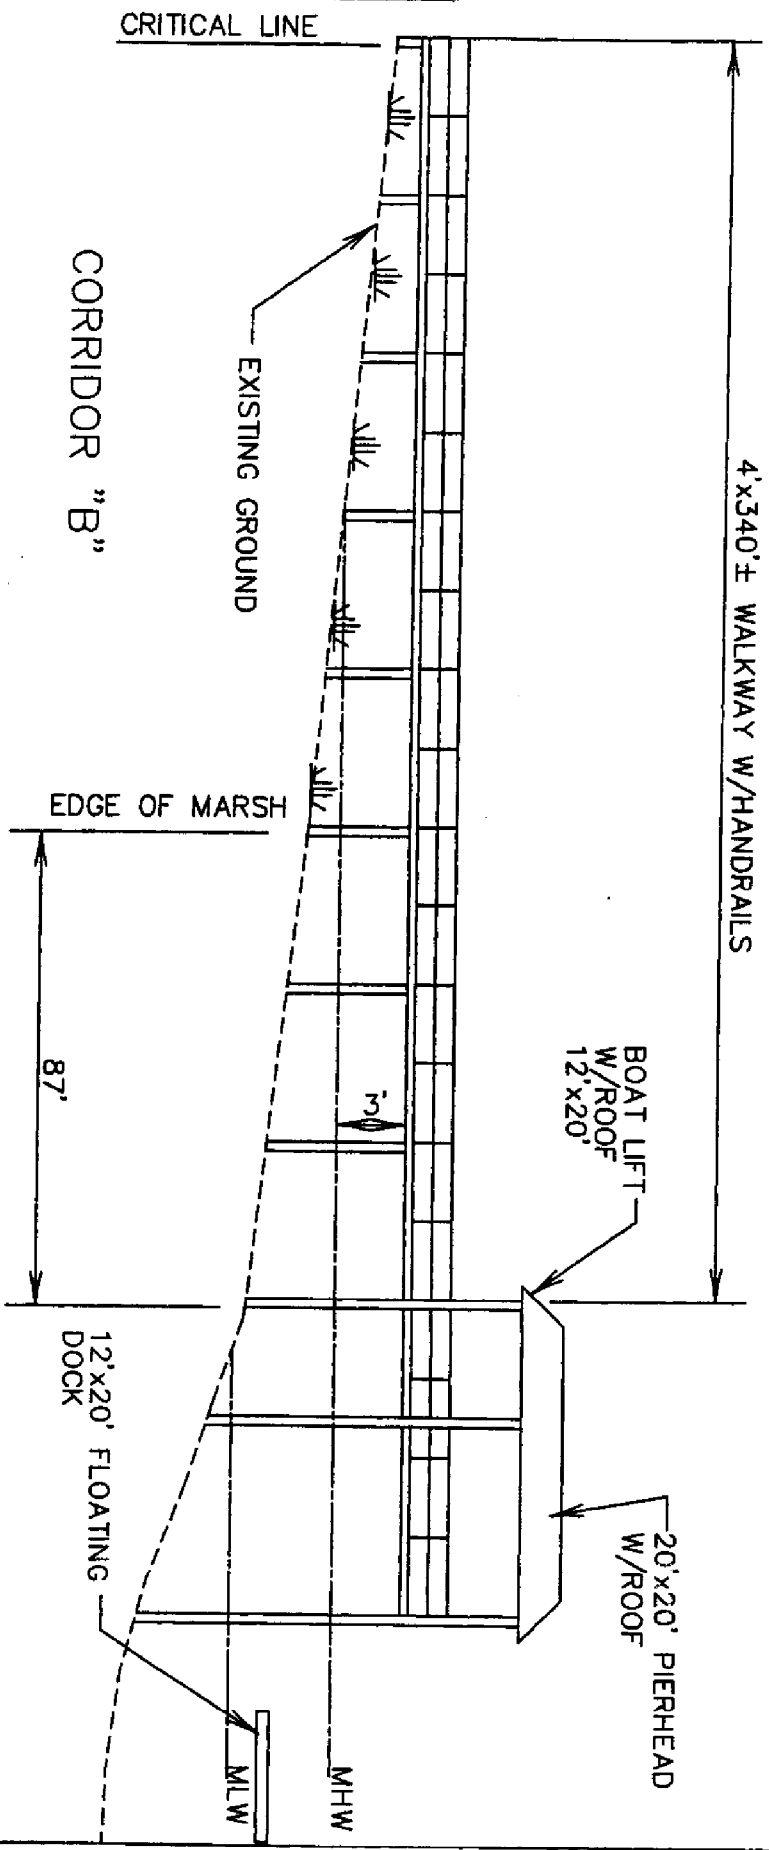 4'x340'± WALKWAY W/HANDRAILS
CRITICAL LINE
BOAT LIFT
W/ROOF
12'x20'
20'x20' PIERHEAD
W/ROOF
3'
MHW
MLW
EXISTING GROUND
EDGE OF MARSH
12'x20' FLOATING
DOCK
87'
CORRIDOR "B"